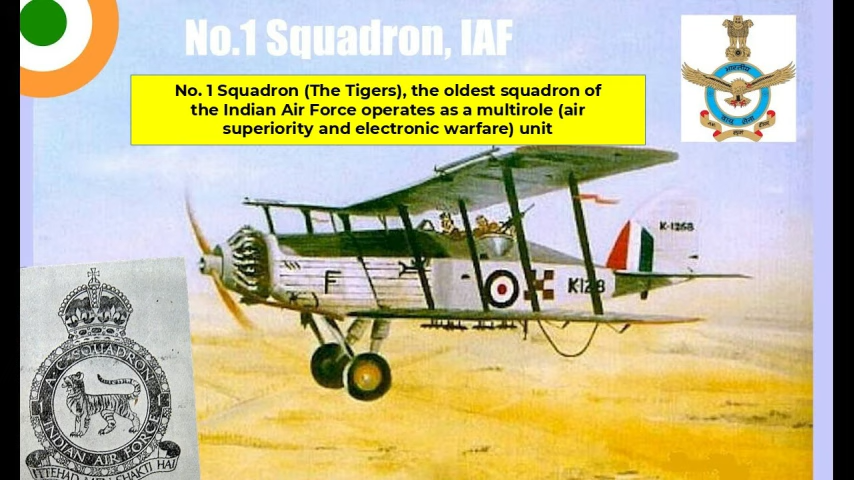 No.1 Squadron, IAF
No. 1 Squadron (The Tigers), the oldest squadron of
the Indian Air Force operates as a multirole (air
superiority and electronic warfare) unit
भारतीय
वायु सेना
K-1268
F
A·C·SQUADRON
INDIAN AIR FORCE
ITTEHAD MEN SHAKTI HAI